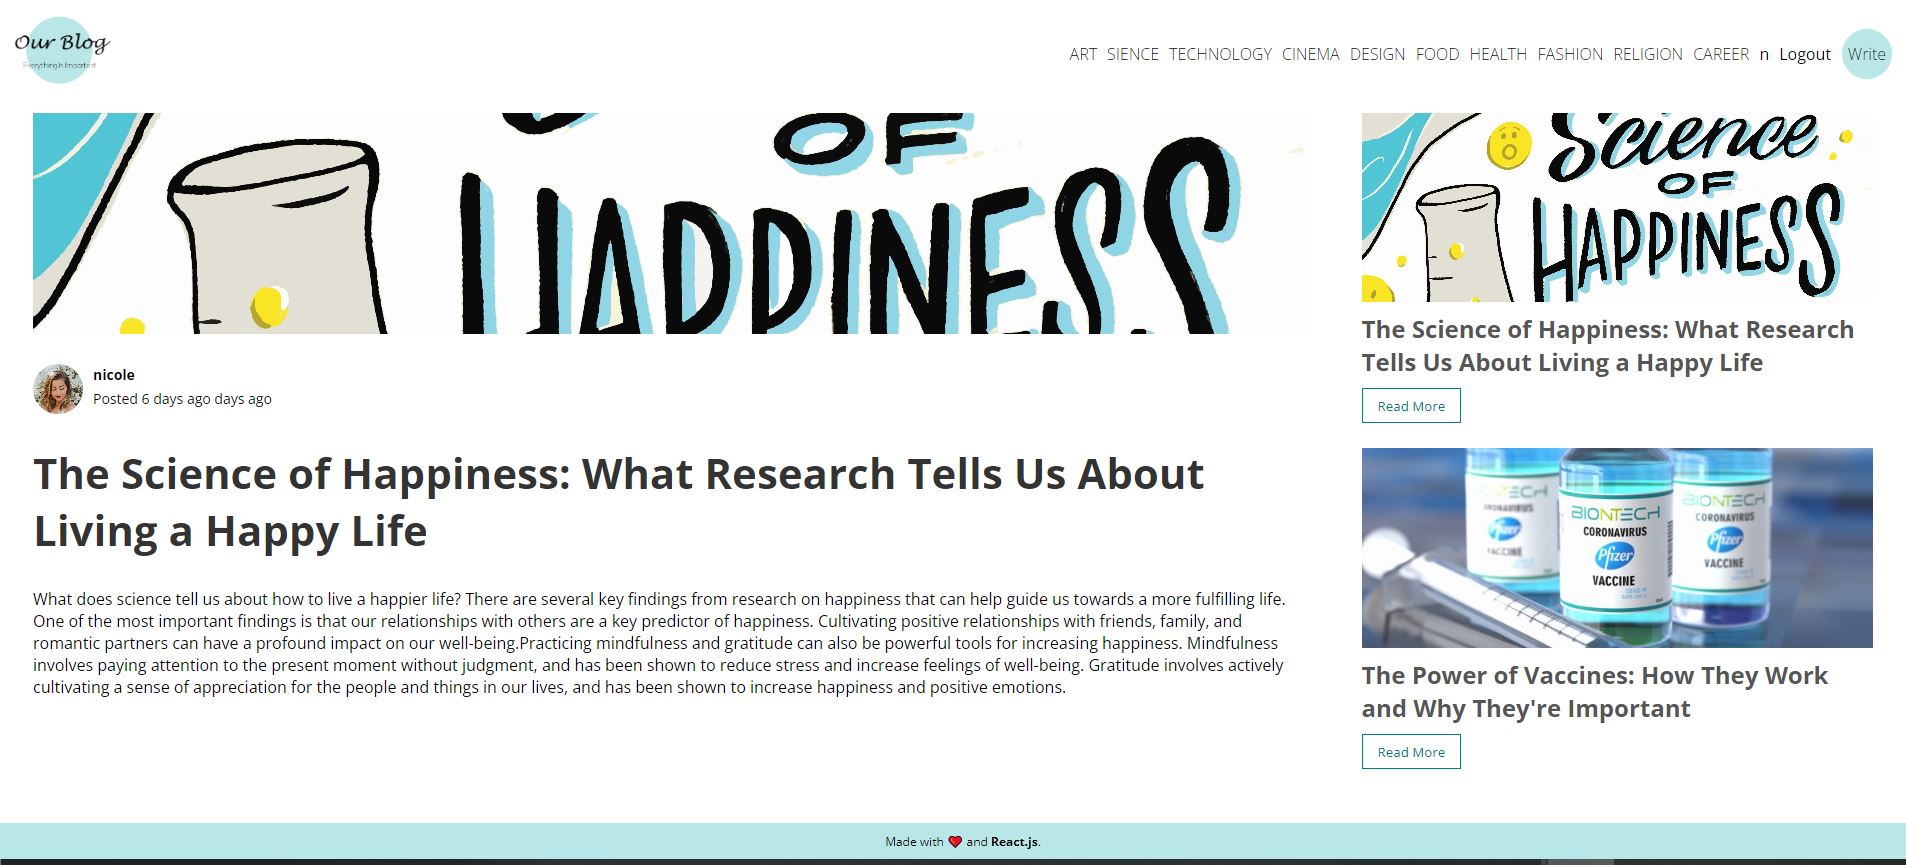 Our Blog
Everything Is Important
ART SIENCE TECHNOLOGY CINEMA DESIGN FOOD HEALTH FASHION RELIGION CAREER n Logout Write
OF
HAPPINESS
nicole
Posted 6 days ago days ago
The Science of Happiness: What Research Tells Us About
Living a Happy Life
What does science tell us about how to live a happier life? There are several key findings from research on happiness that can help guide us towards a more fulfilling life.
One of the most important findings is that our relationships with others are a key predictor of happiness. Cultivating positive relationships with friends, family, and
romantic partners can have a profound impact on our well-being.Practicing mindfulness and gratitude can also be powerful tools for increasing happiness. Mindfulness
involves paying attention to the present moment without judgment, and has been shown to reduce stress and increase feelings of well-being. Gratitude involves actively
cultivating a sense of appreciation for the people and things in our lives, and has been shown to increase happiness and positive emotions.
Science
OF
HAPPINESS
The Science of Happiness: What Research
Tells Us About Living a Happy Life
Read More
BIONTECH
CORONAVIRUS
Pfizer
VACCINE
BIONTECH
CORONAVIRUS
Pfizer
VACCINE
BIONTECH
CORONAVIRUS
Pfizer
VACCINE
The Power of Vaccines: How They Work
and Why They're Important
Read More
Made with ❤️ and React.js.